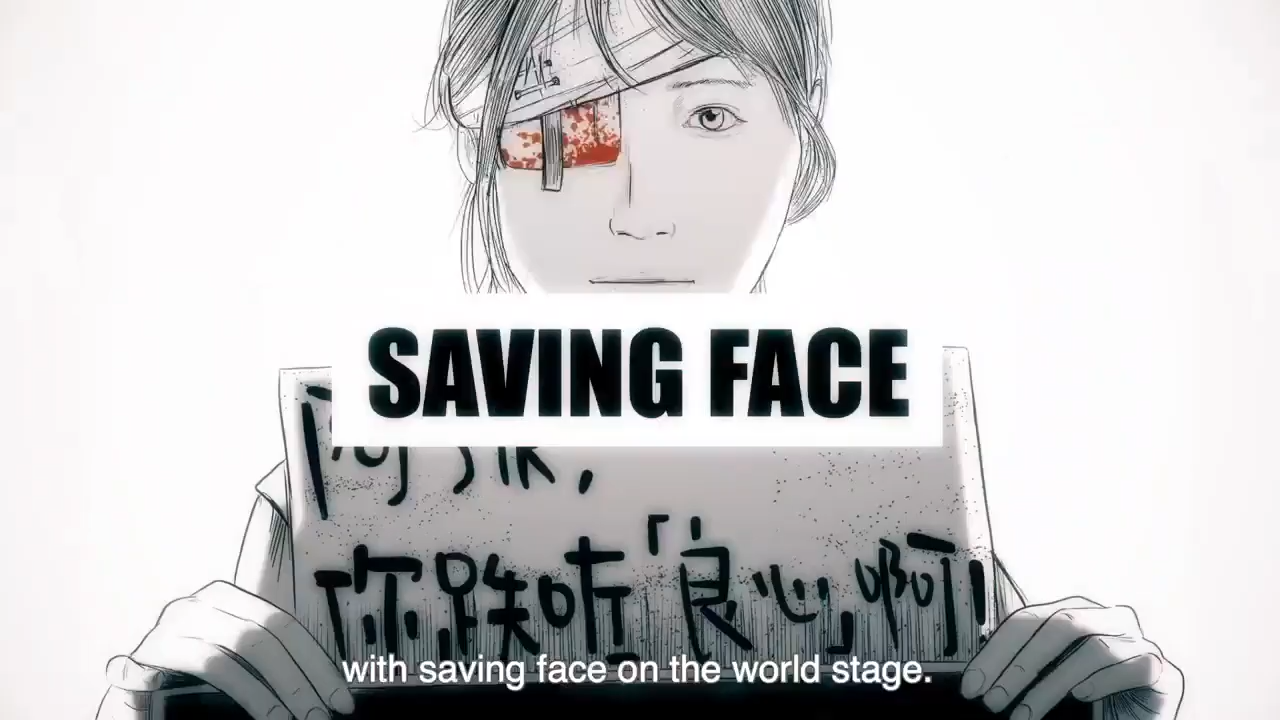 SAVING FACE
你跌咗「良心」啊!
with saving face on the world stage.